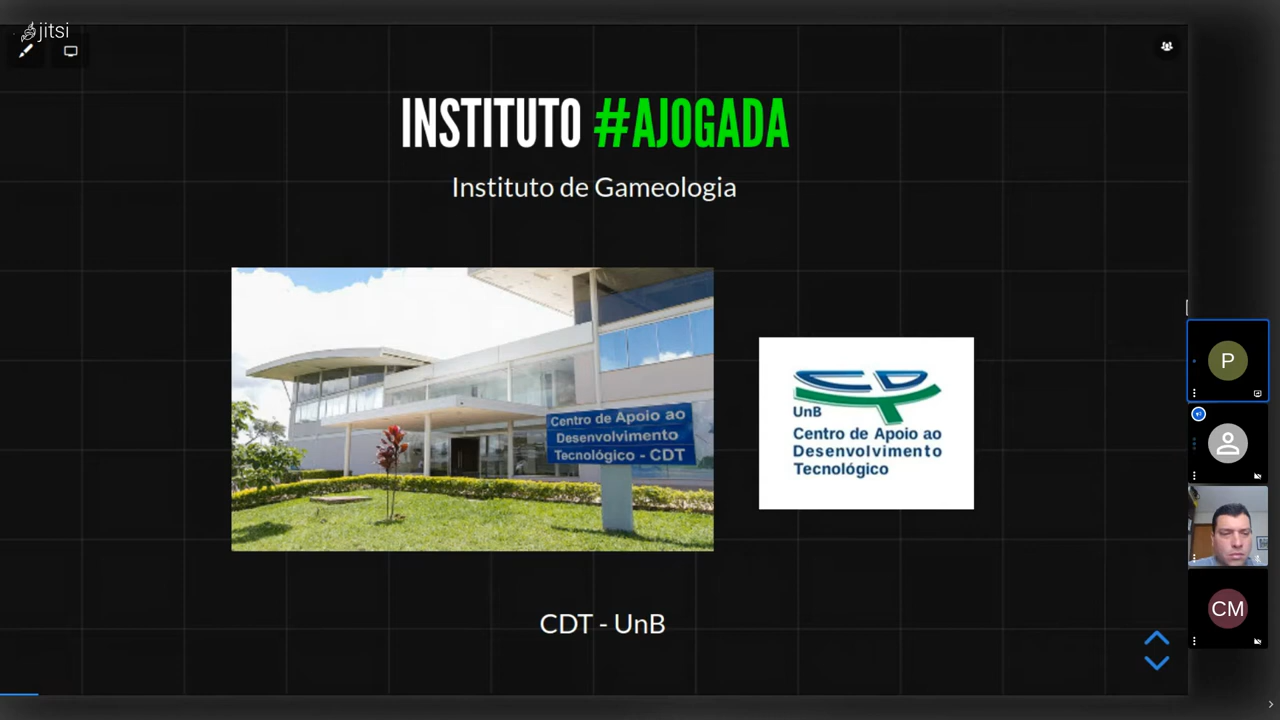 jitsi
INSTITUTO #AJOGADA
Instituto de Gameologia
Centro de Apoio ao
Desenvolvimento
Tecnológico - CDT
CDT
UnB
Centro de Apoio ao
Desenvolvimento
Tecnológico
CDT - UnB
P
CM